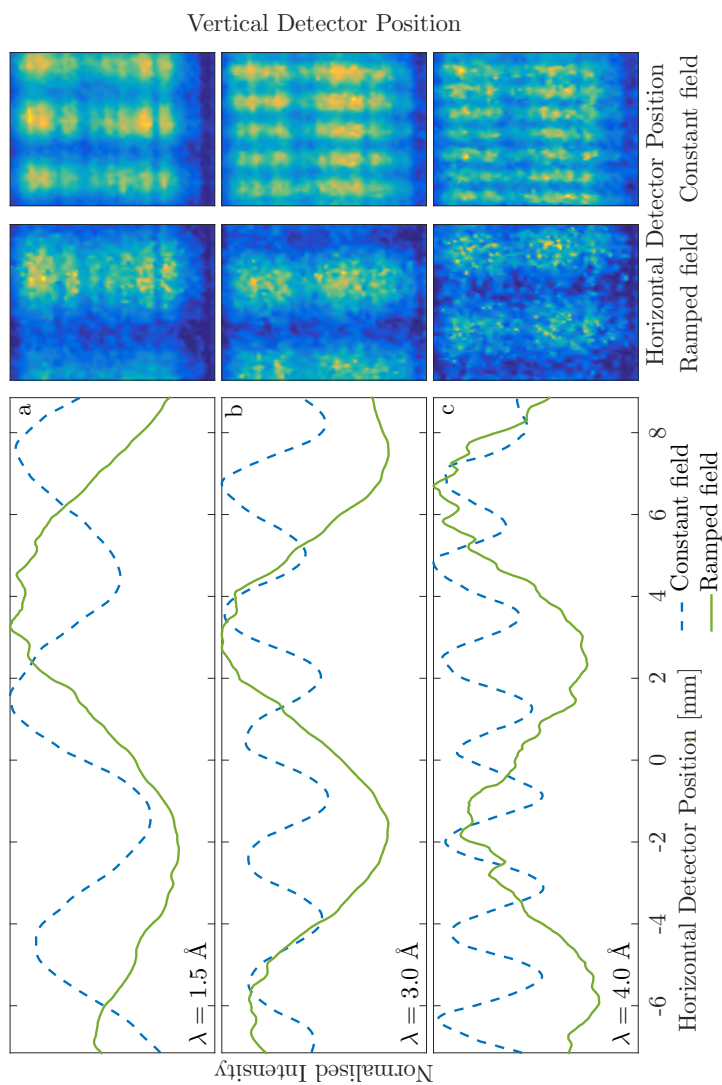 Vertical Detector Position
Horizontal Detector Position
Constant field
Ramped field
a
λ = 1.5 Å
b
λ = 3.0 Å
c
λ = 4.0 Å
Normalised Intensity
-6
-4
-2
0
2
4
6
8
Horizontal Detector Position [mm]
Constant field
Ramped field